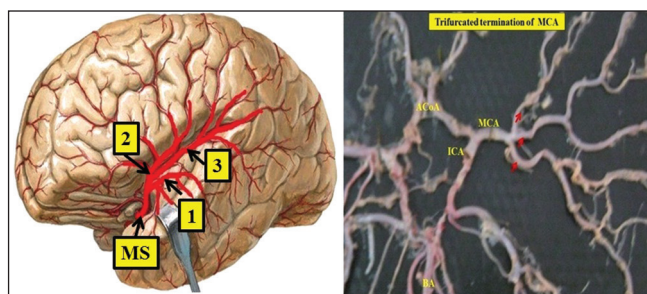 2
3
1
MS
Trifurcated termination of MCA
ACoA
MCA
ICA
BA